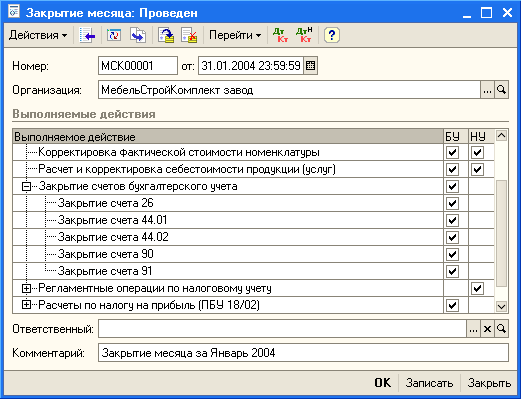 Закрытие месяца: Проведен
Действия Перейти Дт Кт ДтН Кт ?
Номер: МСК00001 от: 31.01.2004 23:59:59
Организация: МебельСтройКомплект завод ...
Выполняемые действия
Выполняемое действие БУ НУ
Корректировка фактической стоимости номенклатуры
Расчет и корректировка себестоимости продукции (услуг)
Закрытие счетов бухгалтерского учета
Закрытие счета 26
Закрытие счета 44.01
Закрытие счета 44.02
Закрытие счета 90
Закрытие счета 91
Регламентные операции по налоговому учету
Расчеты по налогу на прибыль (ПБУ 18/02)
Ответственный: ...
Комментарий: Закрытие месяца за Январь 2004
OK Записать Закрыть